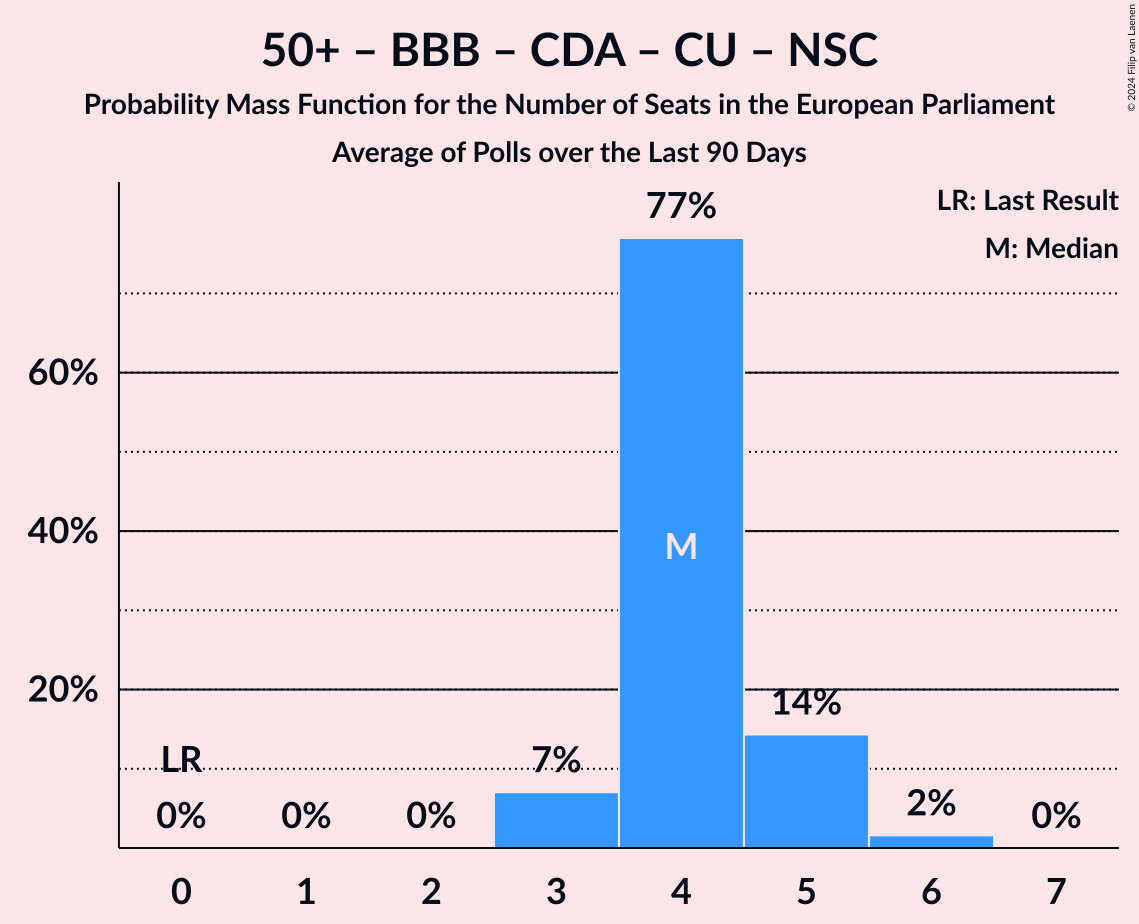 50+ – BBB – CDA – CU – NSC
Probability Mass Function for the Number of Seats in the European Parliament
Average of Polls over the Last 90 Days
© 2024 Filip van Laenen
LR: Last Result
M: Median
77%
60%
40%
20%
M
14%
LR
7%
2%
0%
0%
0%
0%
0 1 2 3 4 5 6 7